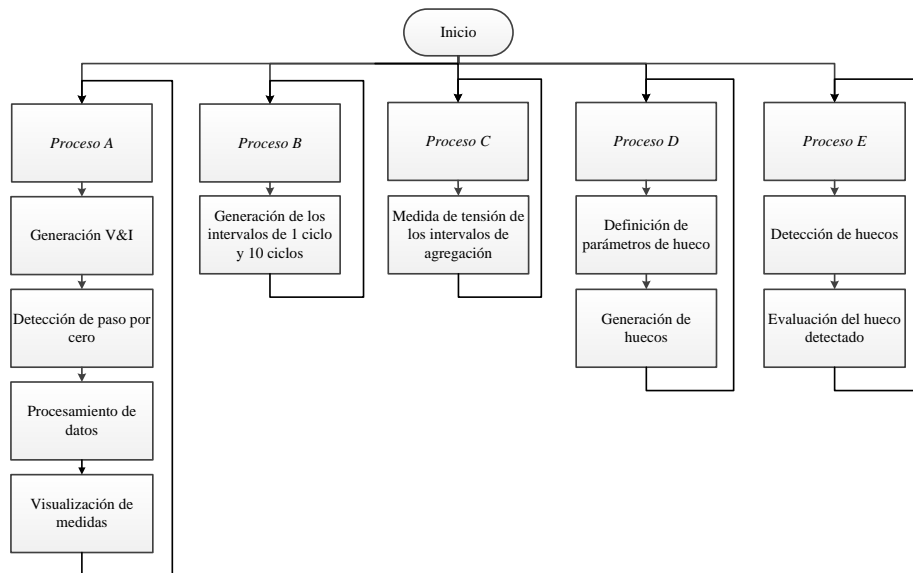 Inicio
Proceso A
Generación V&I
Detección de paso por
cero
Procesamiento de
datos
Visualización de
medidas
Proceso B
Generación de los
intervalos de 1 ciclo
y 10 ciclos
Proceso C
Medida de tensión de
los intervalos de
agregación
Proceso D
Definición de
parámetros de hueco
Generación de
huecos
Proceso E
Detección de huecos
Evaluación del hueco
detectado